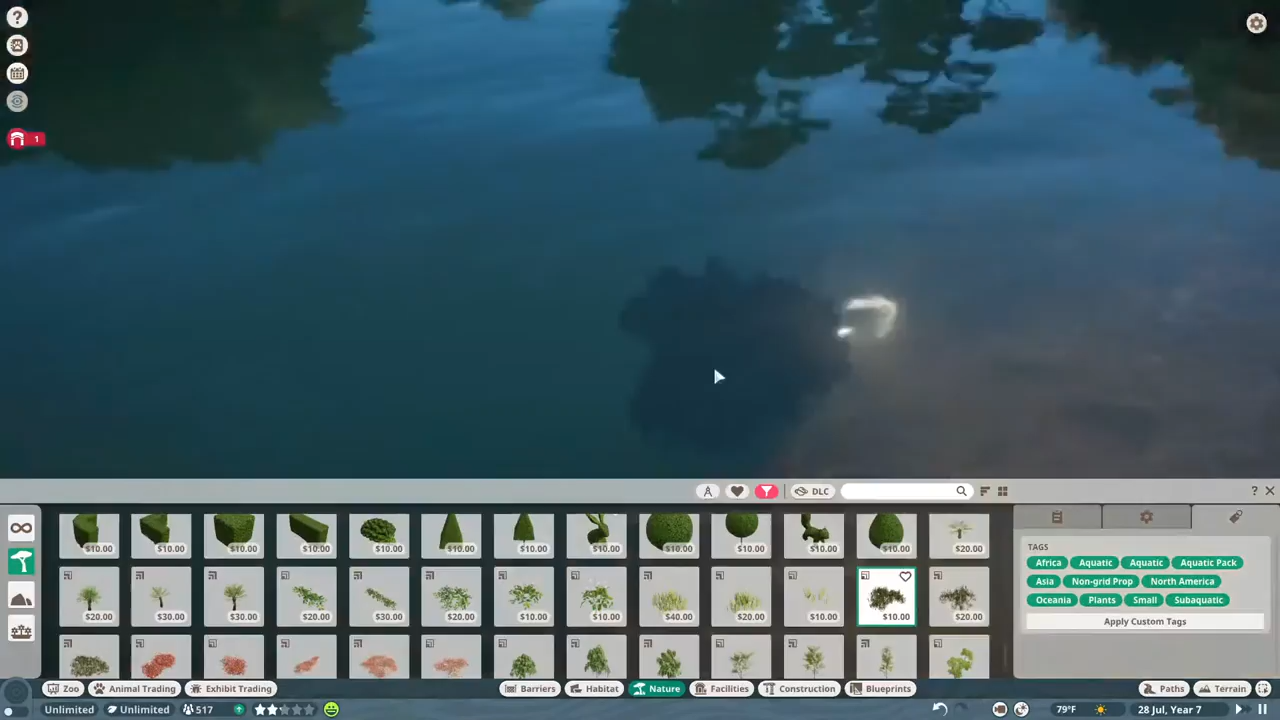 ?
1
DLC
?
$10.00 $10.00 $10.00 $10.00 $10.00 $10.00 $10.00 $10.00 $10.00 $10.00 $10.00 $10.00 $20.00
$20.00 $30.00 $30.00 $20.00 $30.00 $20.00 $10.00 $10.00 $40.00 $20.00 $10.00 $10.00 $20.00
TAGS
Africa Aquatic Aquatic Aquatic Pack
Asia Non-grid Prop North America
Oceania Plants Small Subaquatic
Apply Custom Tags
Zoo Animal Trading Exhibit Trading Barriers Habitat Nature Facilities Construction Blueprints Paths Terrain
Unlimited Unlimited 517 79°F 28 Jul, Year 7